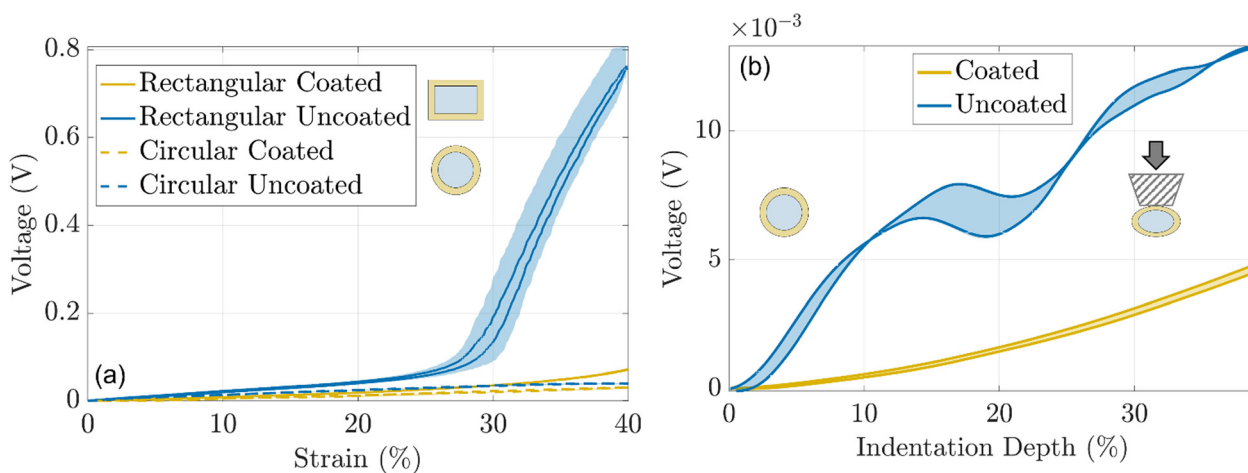 0.8
0.6
0.4
0.2
0
Voltage (V)
Rectangular Coated
Rectangular Uncoated
Circular Coated
Circular Uncoated
(a)
0 10 20 30 40
Strain (%)
×10⁻³
(b)
Coated
Uncoated
10
5
0
Voltage (V)
0 10 20 30
Indentation Depth (%)